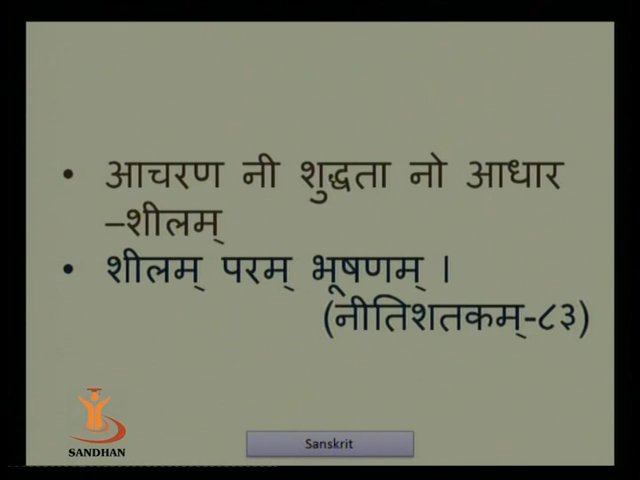 • आचरण नी शुद्धता नो आधार
–शीलम्
• शीलम् परम् भूषणम् ।
(नीतिशतकम्-८३)
SANDHAN
Sanskrit